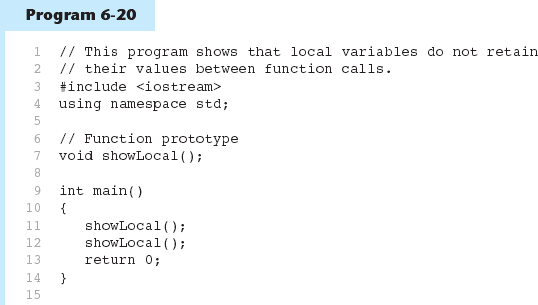 Program 6-20
1 // This program shows that local variables do not retain
2 // their values between function calls.
3 #include <iostream>
4 using namespace std;
5
6 // Function prototype
7 void showLocal();
8
9 int main()
10 {
11 showLocal();
12 showLocal();
13 return 0;
14 }
15